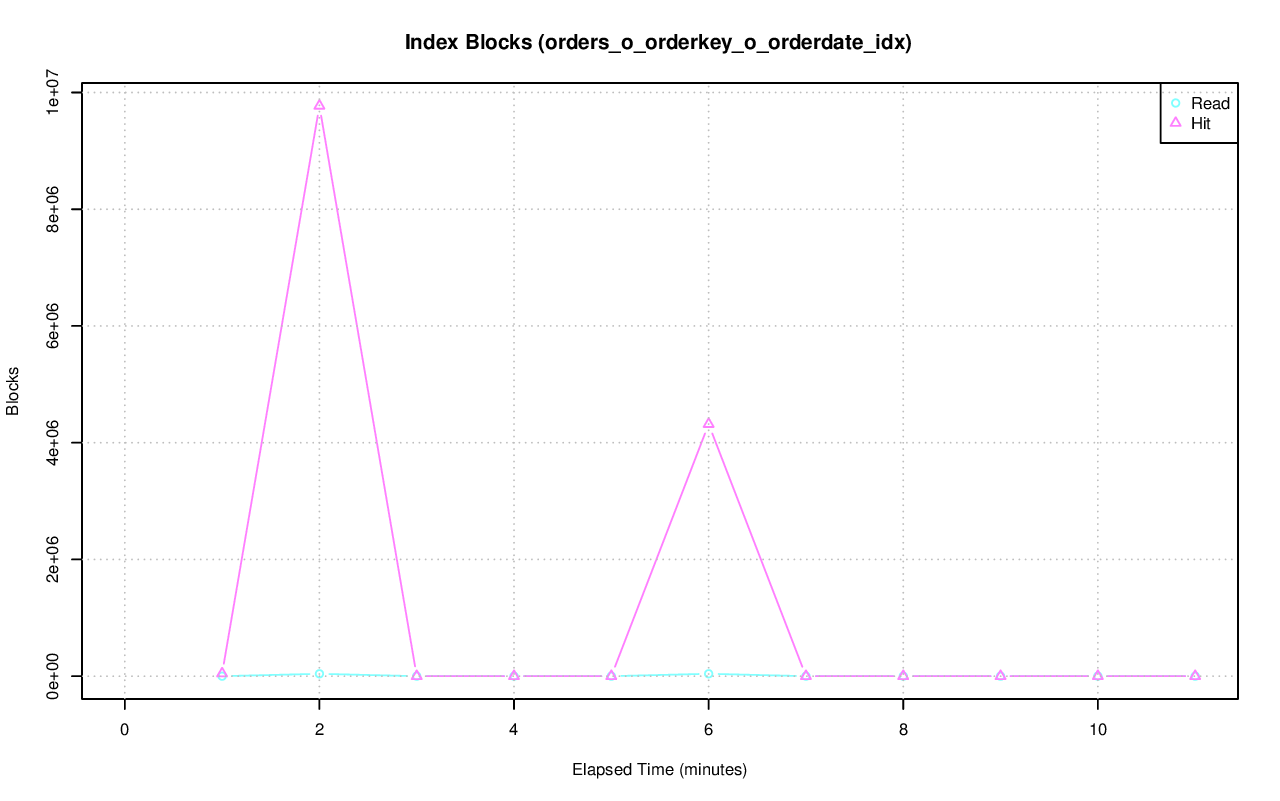 Index Blocks (orders_o_orderkey_o_orderdate_idx)
1e+07
8e+06
6e+06
4e+06
2e+06
0e+00
Blocks
Read
Hit
0 2 4 6 8 10
Elapsed Time (minutes)